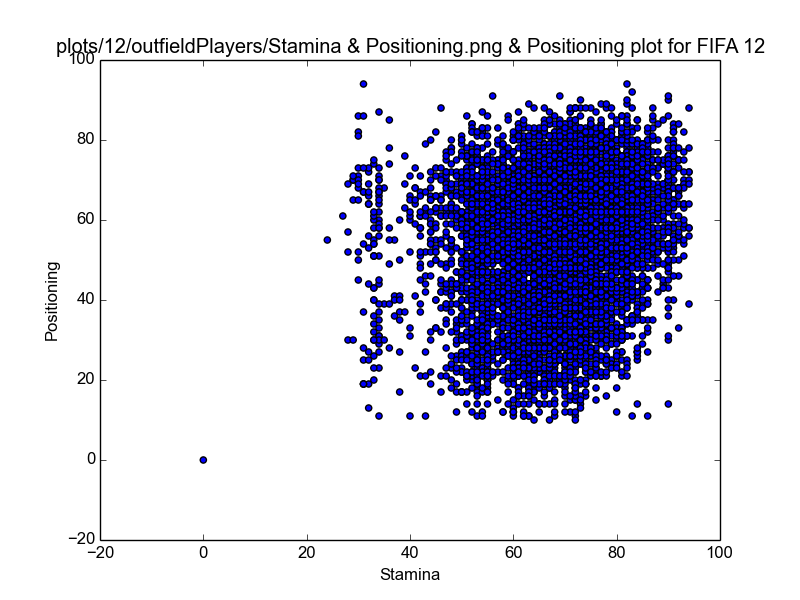 plots/12/outfieldPlayers/Stamina & Positioning.png & Positioning plot for FIFA 12
100
80
60
40
20
0
−20
Positioning
−20 0 20 40 60 80 100
Stamina